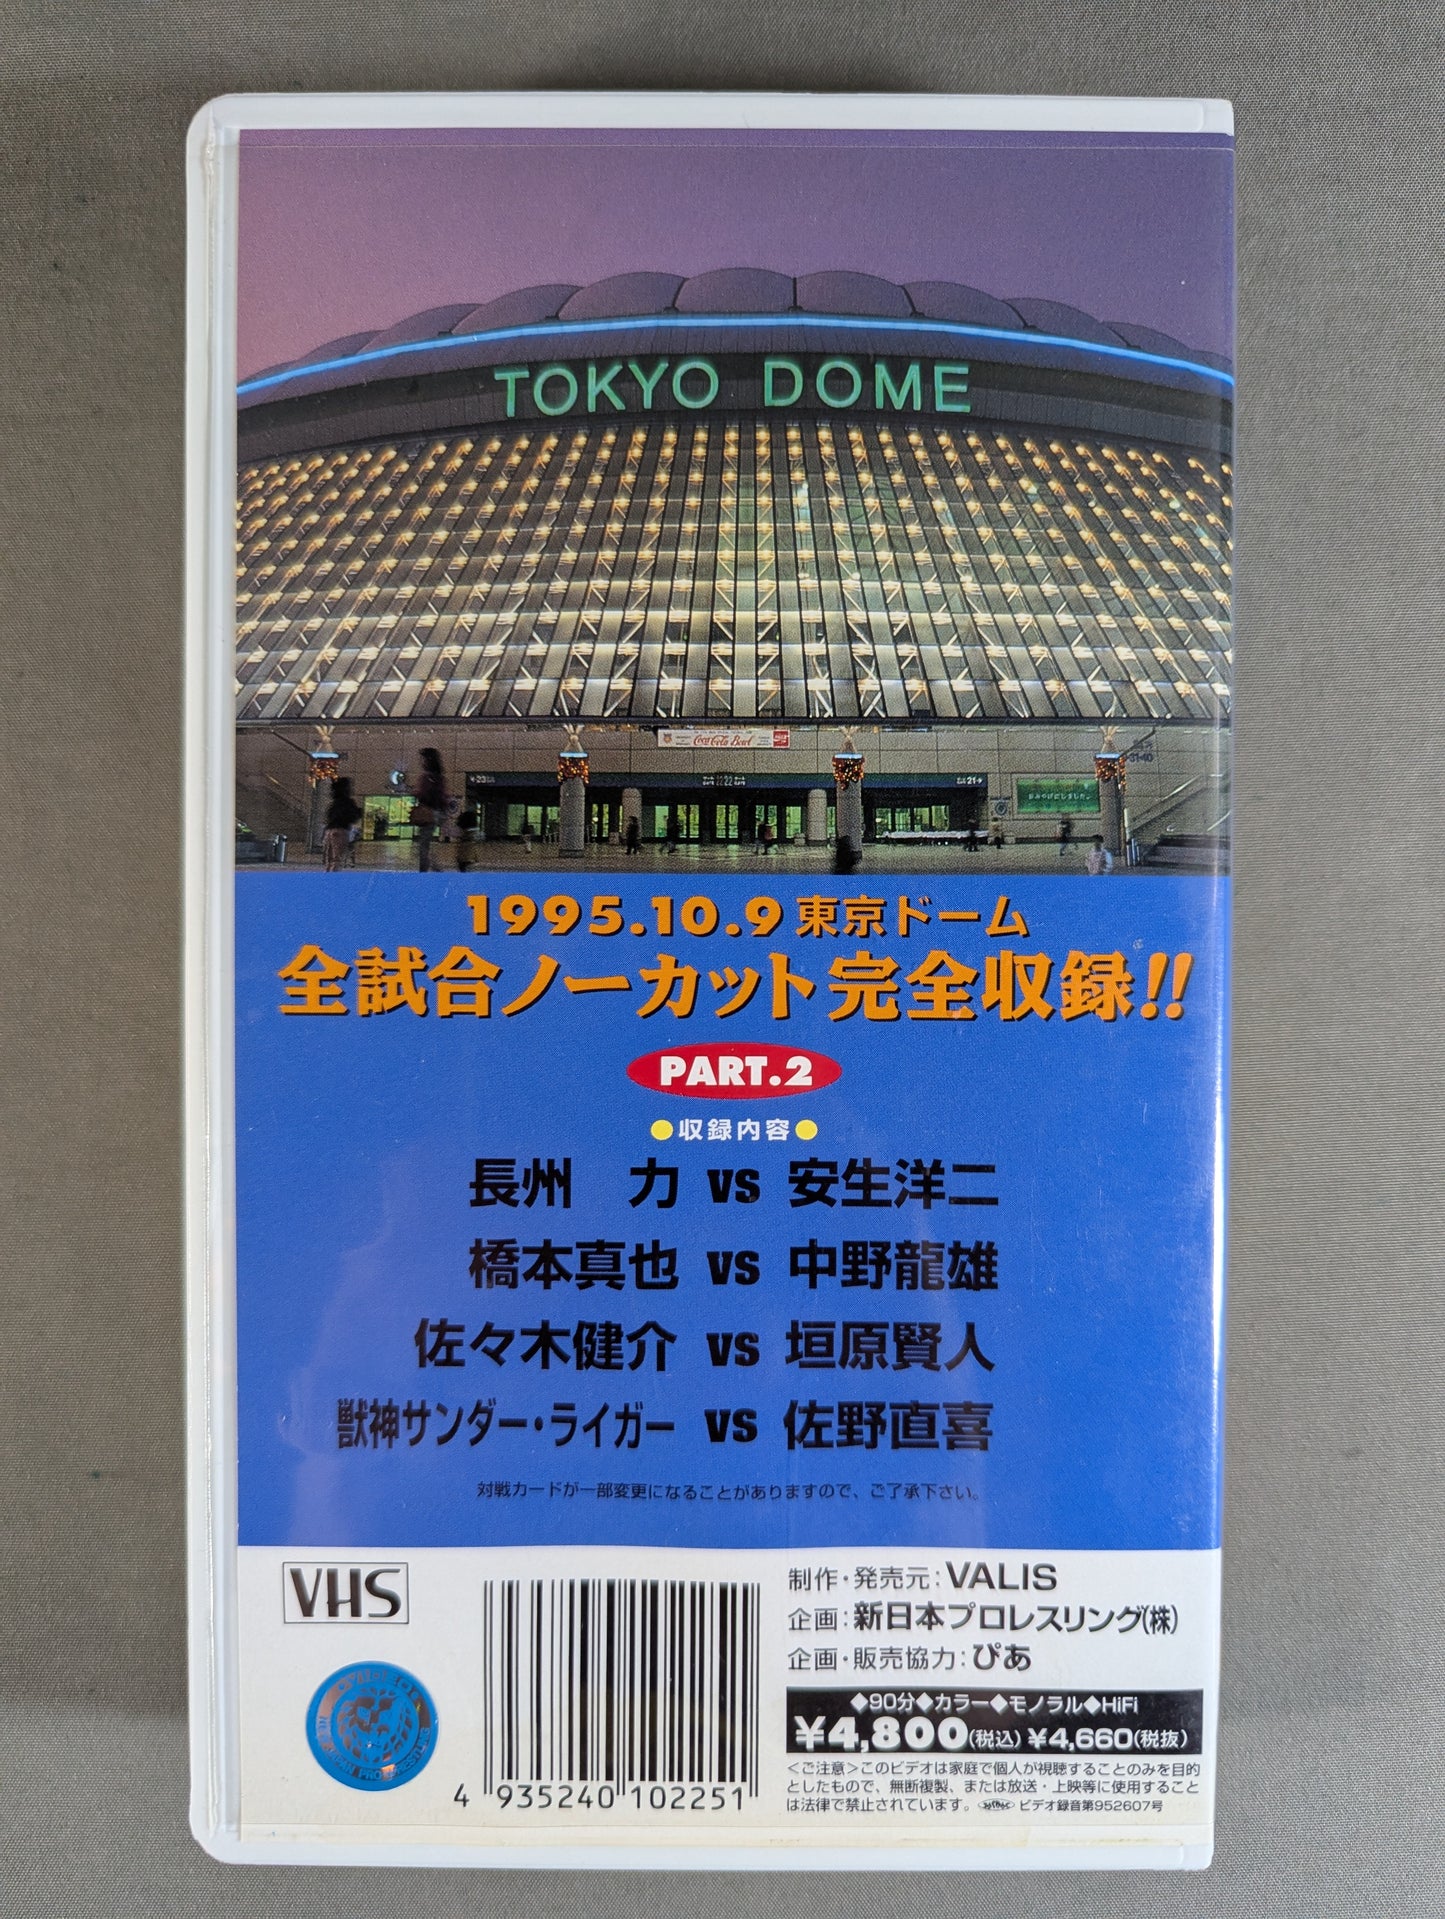 TOKYO DOME
Coca-Cola Bowl
1995.10.9 東京ドーム
全試合ノーカット完全収録!!
PART.2
●収録内容●
長州 力 vs 安生洋二
橋本真也 vs 中野龍雄
佐々木健介 vs 垣原賢人
獣神サンダー・ライガー vs 佐野直喜
対戦カードが一部変更になることがありますので、ご了承下さい。
VHS
制作・発売元:VALIS
企画:新日本プロレスリング(株)
企画・販売協力:ぴあ
◆90分◆カラー◆モノラル◆HiFi
¥4,800(税込) ¥4,660(税抜)
<ご注意>このビデオは家庭で個人が視聴することのみを目的
としたもので、無断複製、または放送・上映等に使用すること
は法律で禁止されています。 ビデオ録音第952607号
4 935240 102251